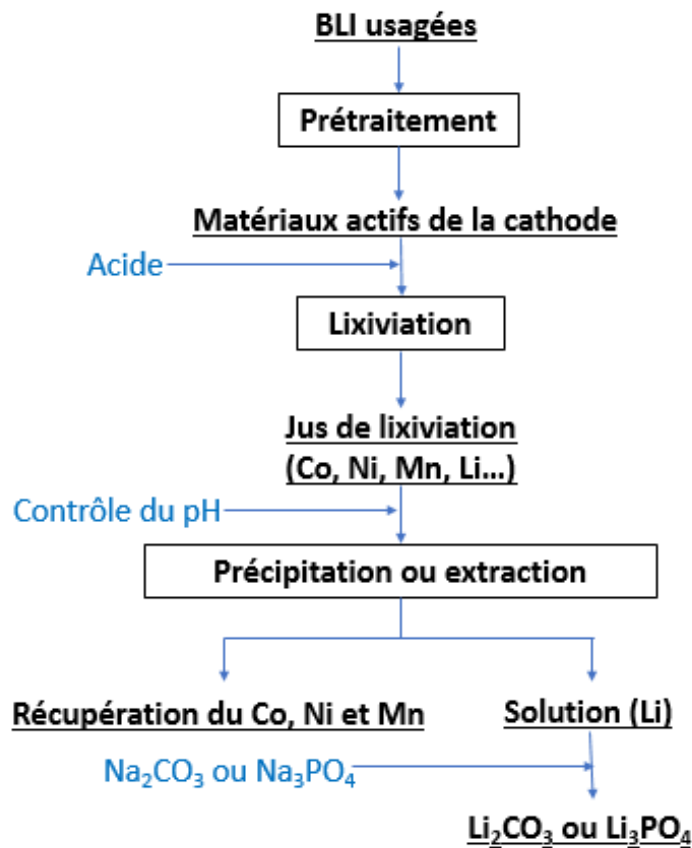 BLI usagées
Prétraitement
Matériaux actifs de la cathode
Acide
Lixiviation
Jus de lixiviation
(Co, Ni, Mn, Li...)
Contrôle du pH
Précipitation ou extraction
Récupération du Co, Ni et Mn
Solution (Li)
Na₂CO₃ ou Na₃PO₄
Li₂CO₃ ou Li₃PO₄